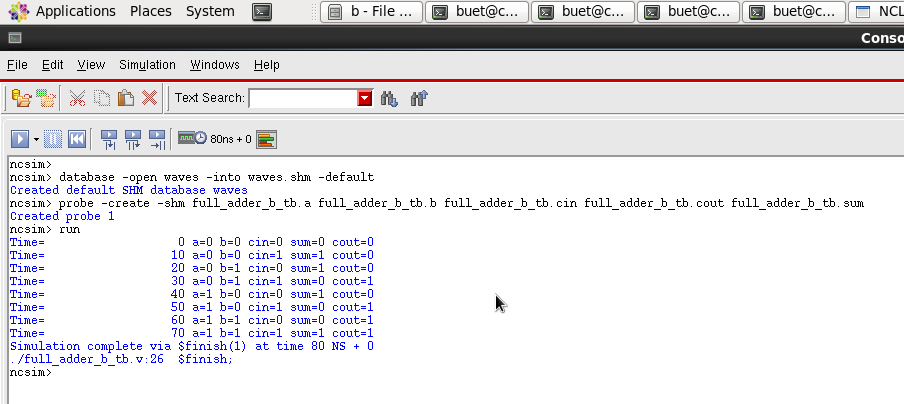 Applications Places System b - File ... buet@c... buet@c... buet@c... buet@c... NCL
Conso
File Edit View Simulation Windows Help
Text Search:
80ns + 0
ncsim>
ncsim> database -open waves -into waves.shm -default
Created default SHM database waves
ncsim> probe -create -shm full_adder_b_tb.a full_adder_b_tb.b full_adder_b_tb.cin full_adder_b_tb.cout full_adder_b_tb.sum
Created probe 1
ncsim> run
Time=                    0 a=0 b=0 cin=0 sum=0 cout=0
Time=                   10 a=0 b=0 cin=1 sum=1 cout=0
Time=                   20 a=0 b=1 cin=0 sum=1 cout=0
Time=                   30 a=0 b=1 cin=1 sum=0 cout=1
Time=                   40 a=1 b=0 cin=0 sum=1 cout=0
Time=                   50 a=1 b=0 cin=1 sum=0 cout=1
Time=                   60 a=1 b=1 cin=0 sum=0 cout=1
Time=                   70 a=1 b=1 cin=1 sum=1 cout=1
Simulation complete via $finish(1) at time 80 NS + 0
./full_adder_b_tb.v:26  $finish;
ncsim>